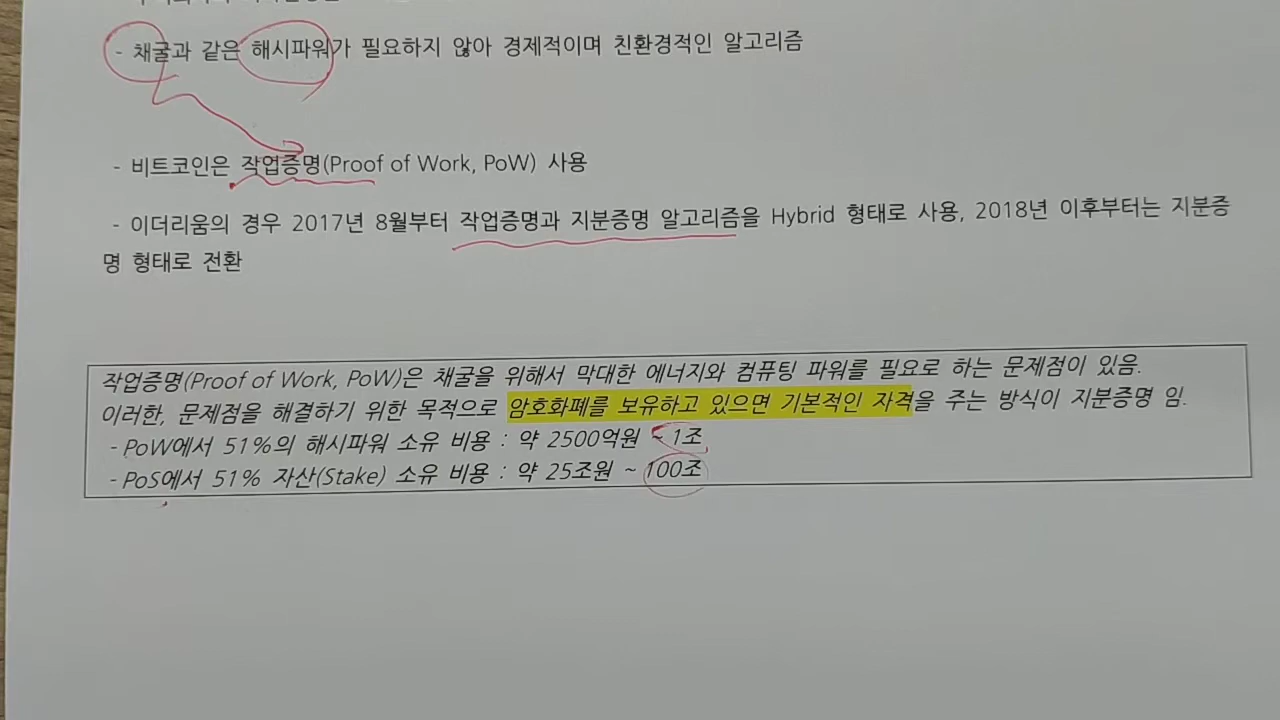 - 채굴과 같은 해시파워가 필요하지 않아 경제적이며 친환경적인 알고리즘
- 비트코인은 작업증명(Proof of Work, PoW) 사용
- 이더리움의 경우 2017년 8월부터 작업증명과 지분증명 알고리즘을 Hybrid 형태로 사용, 2018년 이후부터는 지분증
명 형태로 전환
작업증명(Proof of Work, PoW)은 채굴을 위해서 막대한 에너지와 컴퓨팅 파워를 필요로 하는 문제점이 있음.
이러한, 문제점을 해결하기 위한 목적으로 암호화폐를 보유하고 있으면 기본적인 자격을 주는 방식이 지분증명 임.
- PoW에서 51%의 해시파워 소유 비용 : 약 2500억원 ~ 1조
- PoS에서 51% 자산(Stake) 소유 비용 : 약 25조원 ~ 100조